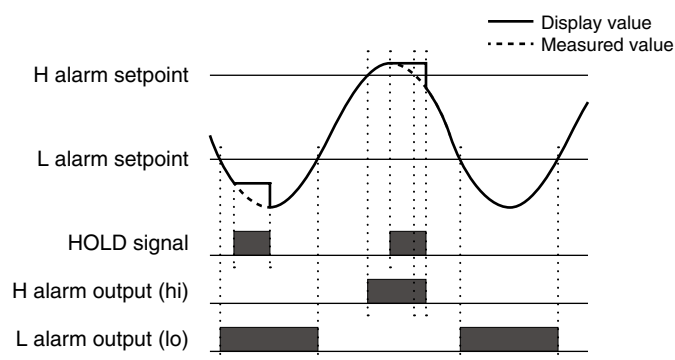 Display value
Measured value
H alarm setpoint
L alarm setpoint
HOLD signal
H alarm output (hi)
L alarm output (lo)